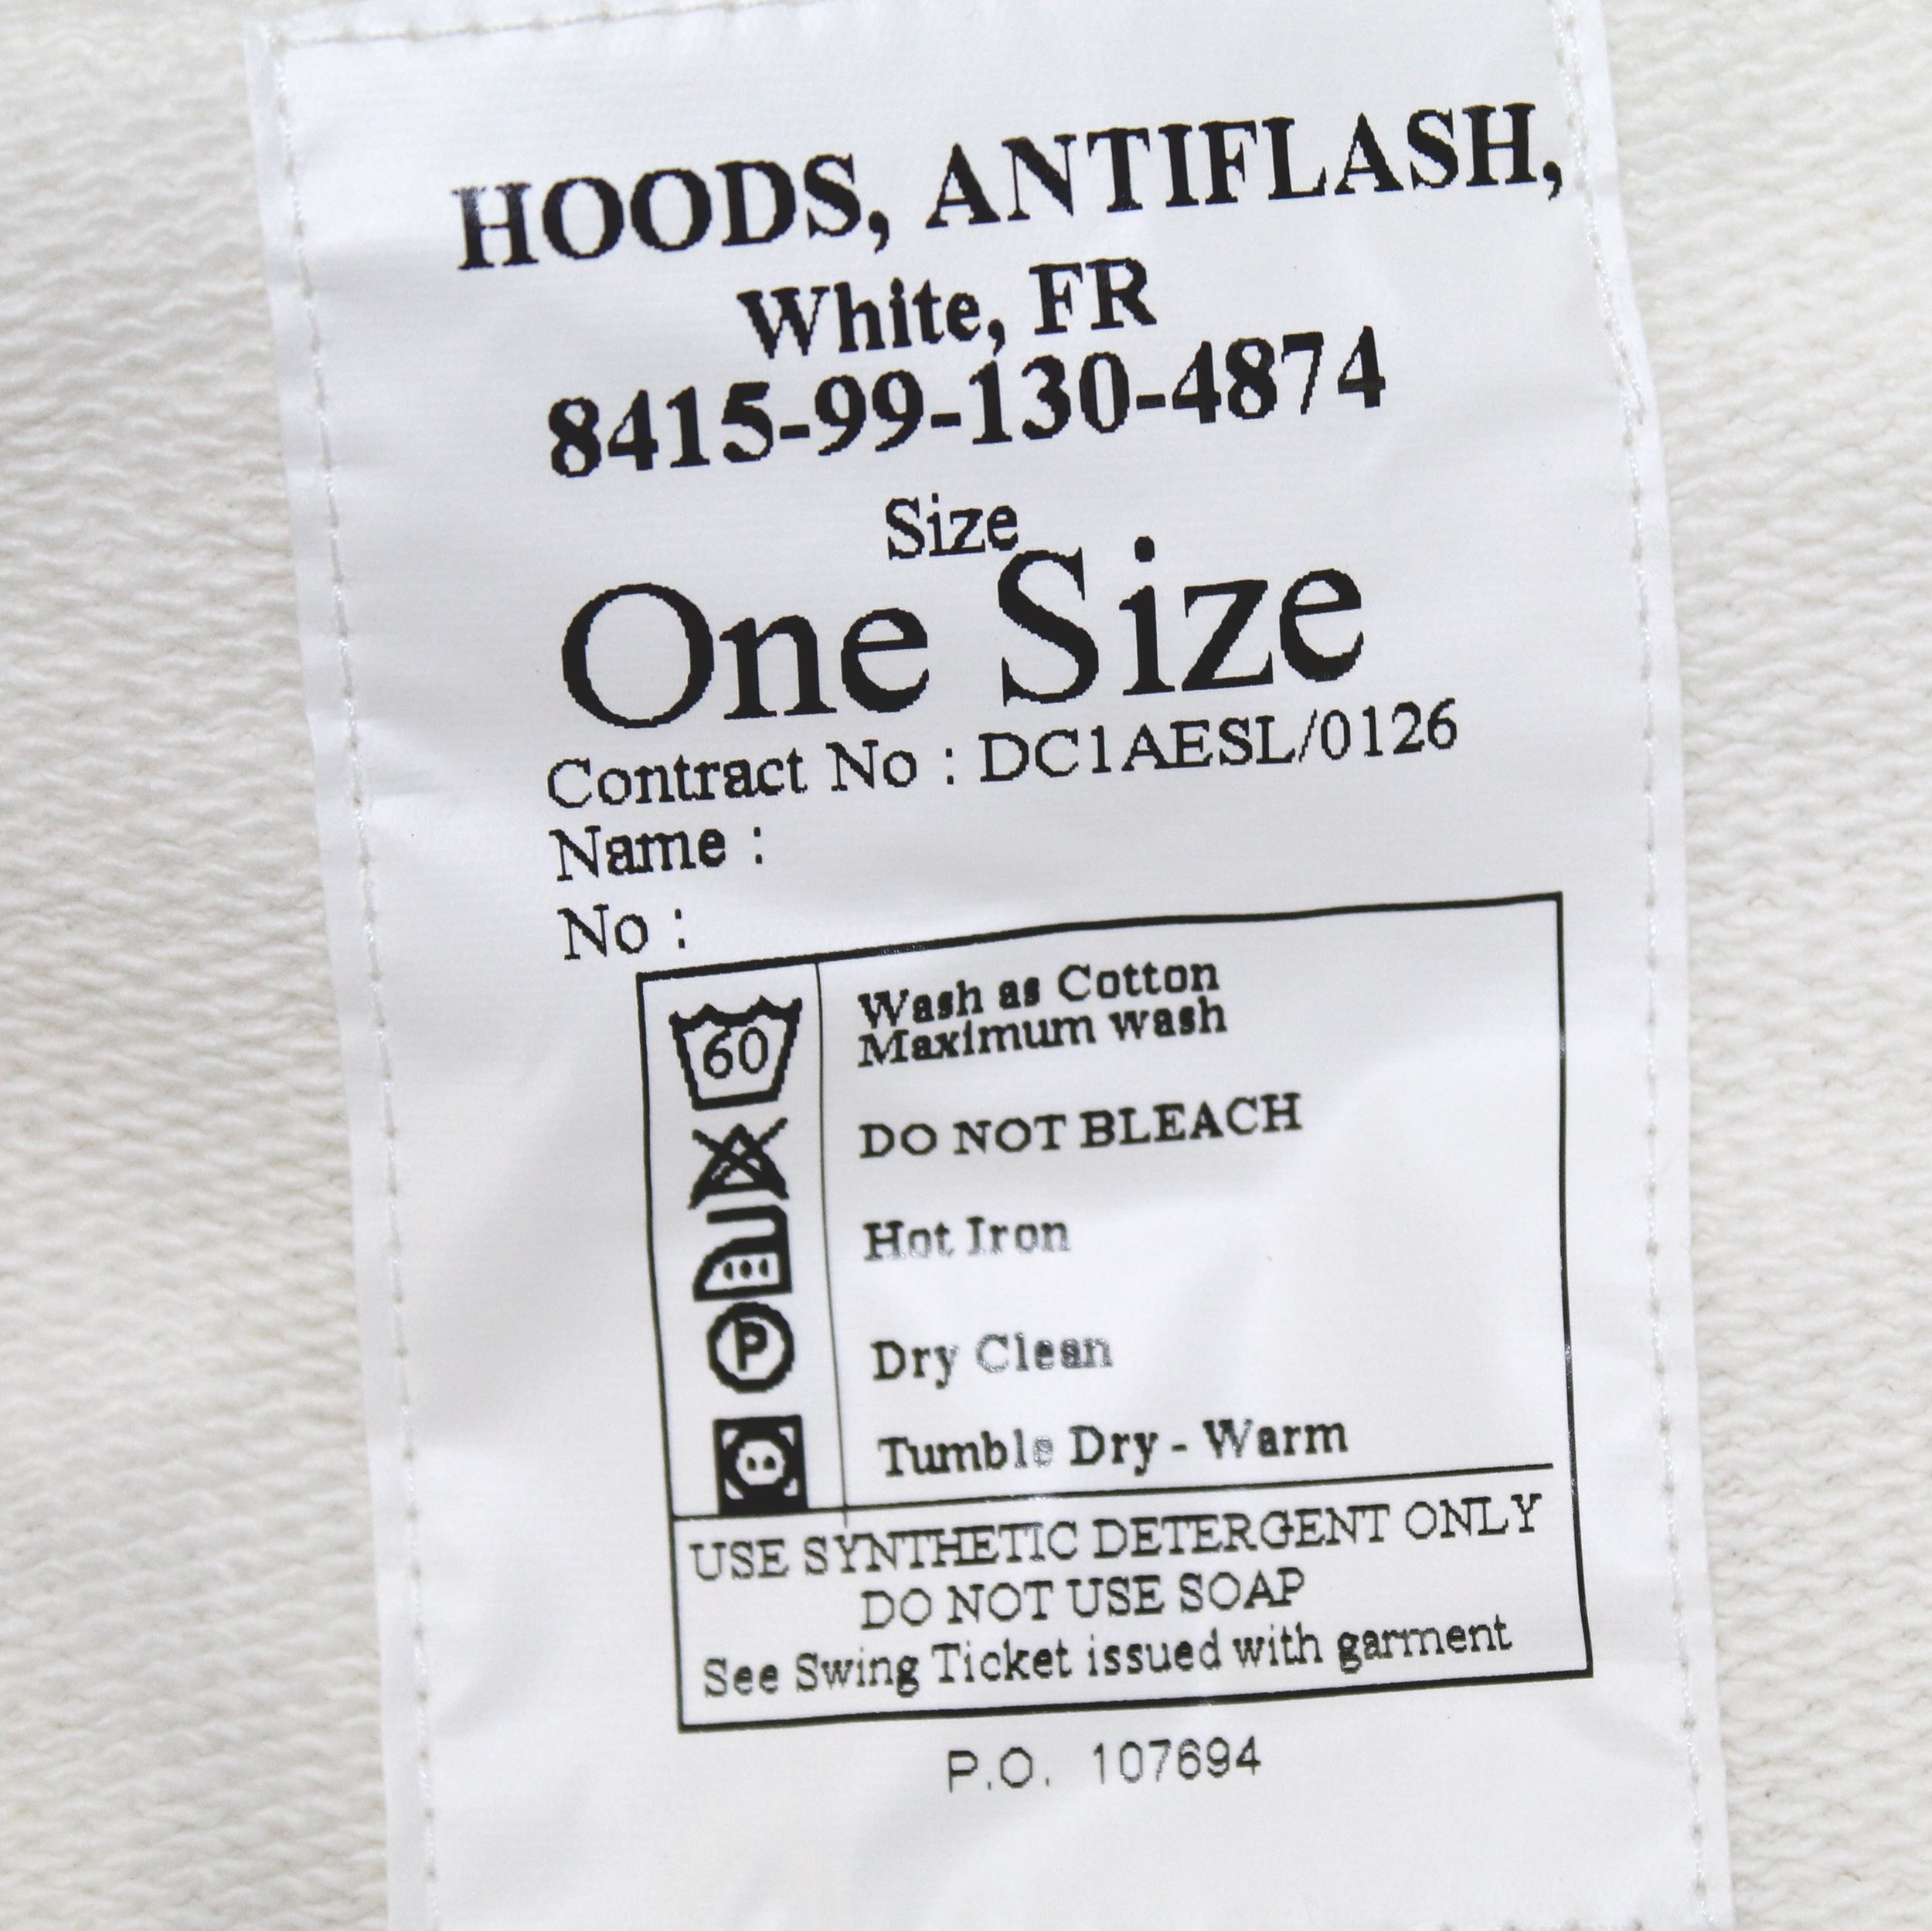 HOODS, ANTIFLASH,
White, FR
8415-99-130-4874
Size
One Size
Contract No : DC1AESL/0126
Name :
No :
60
Wash as Cotton
Maximum wash
DO NOT BLEACH
Hot Iron
P
Dry Clean
Tumble Dry - Warm
USE SYNTHETIC DETERGENT ONLY
DO NOT USE SOAP
See Swing Ticket issued with garment
P.O. 107694